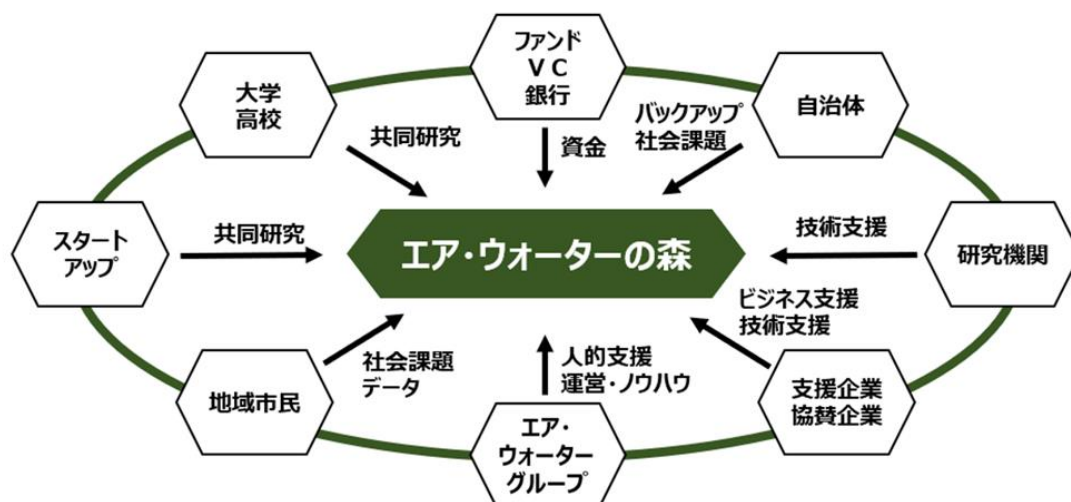 ファンド
ＶＣ
銀行
大学
高校
自治体
共同研究
資金
バックアップ
社会課題
スタート
アップ
共同研究
エア・ウォーターの森
技術支援
研究機関
ビジネス支援
技術支援
社会課題
データ
人的支援
運営・ノウハウ
地域市民
エア・
ウォーター
グループ
支援企業
協賛企業